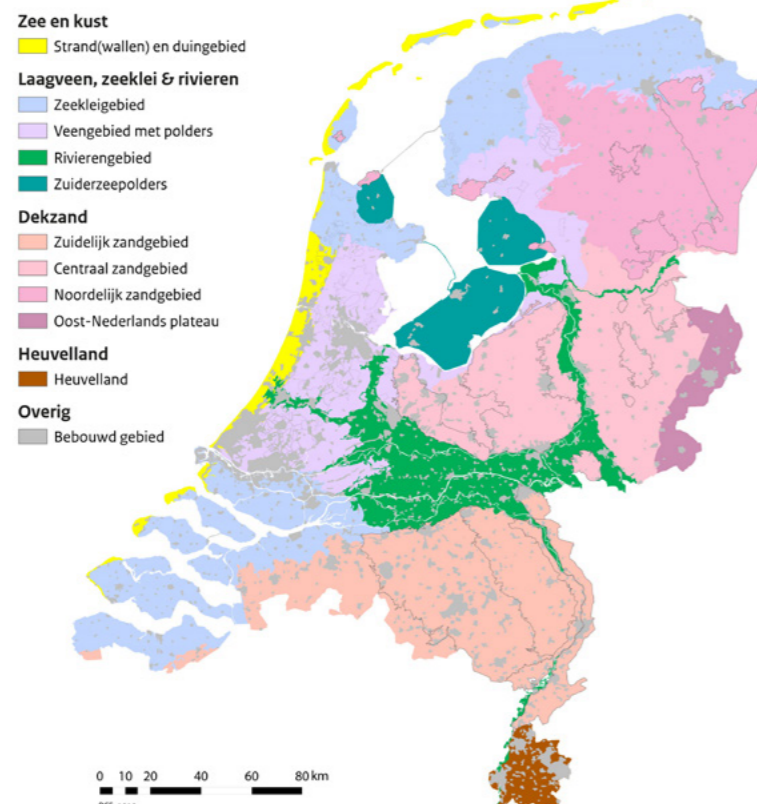 Zee en kust
Strand(wallen) en duingebied
Laagveen, zeeklei & rivieren
Zeekleigebied
Veengebied met polders
Rivierengebied
Zuiderzeepolders
Dekzand
Zuidelijk zandgebied
Centraal zandgebied
Noordelijk zandgebied
Oost-Nederlands plateau
Heuvelland
Heuvelland
Overig
Bebouwd gebied
0 10 20 40 60 80 km